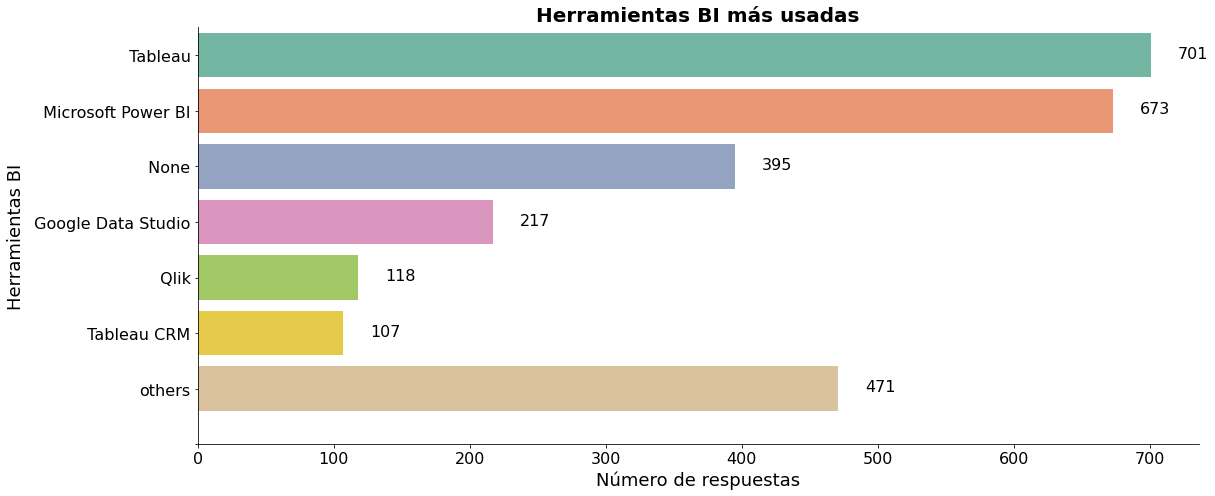 Herramientas BI más usadas
Tableau
701
Microsoft Power BI
673
None
395
Google Data Studio
217
Qlik
118
Tableau CRM
107
others
471
Herramientas BI
0 100 200 300 400 500 600 700
Número de respuestas